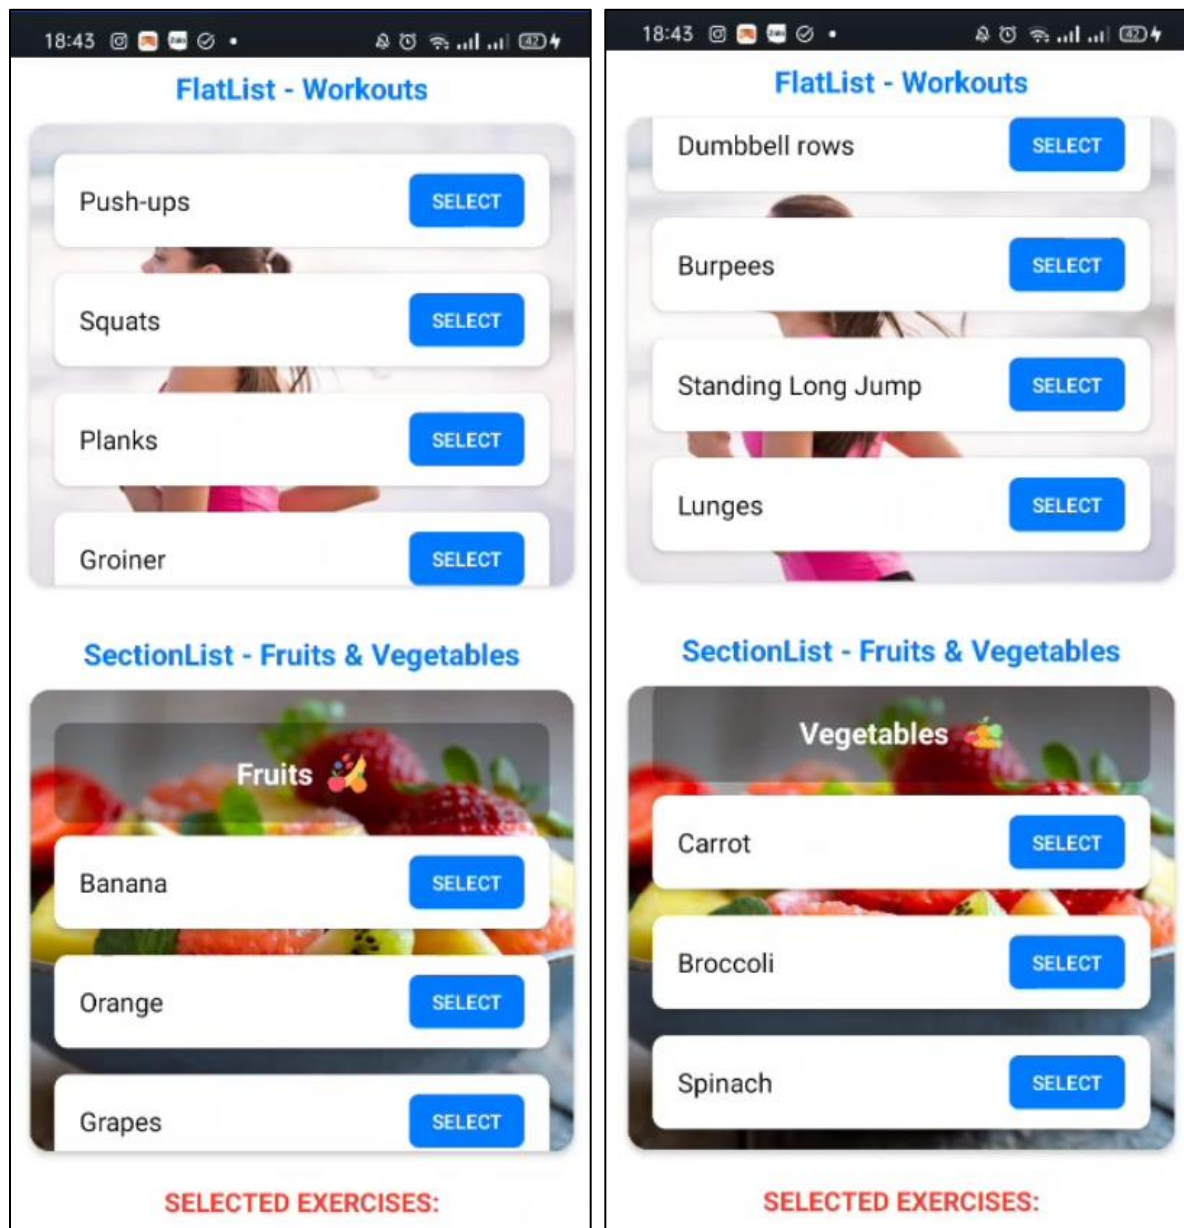 18:43
42
FlatList - Workouts
Push-ups SELECT
Squats SELECT
Planks SELECT
Groiner SELECT
SectionList - Fruits & Vegetables
Fruits
Banana SELECT
Orange SELECT
Grapes SELECT
SELECTED EXERCISES:
18:43
42
FlatList - Workouts
Dumbbell rows SELECT
Burpees SELECT
Standing Long Jump SELECT
Lunges SELECT
SectionList - Fruits & Vegetables
Vegetables
Carrot SELECT
Broccoli SELECT
Spinach SELECT
SELECTED EXERCISES: